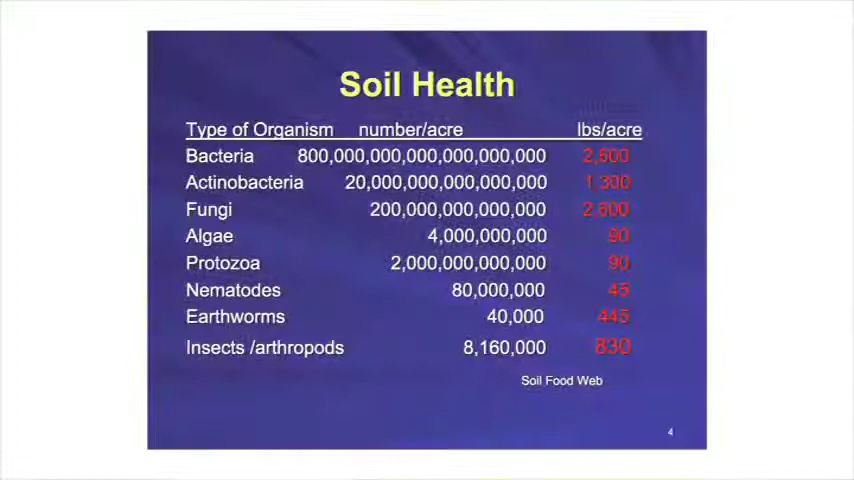 Soil Health
Type of Organism number/acre lbs/acre
Bacteria 800,000,000,000,000,000,000 2,600
Actinobacteria 20,000,000,000,000,000 1,300
Fungi 200,000,000,000,000 2,600
Algae 4,000,000,000 90
Protozoa 2,000,000,000,000 90
Nematodes 80,000,000 45
Earthworms 40,000 445
Insects /arthropods 8,160,000 830
Soil Food Web
4